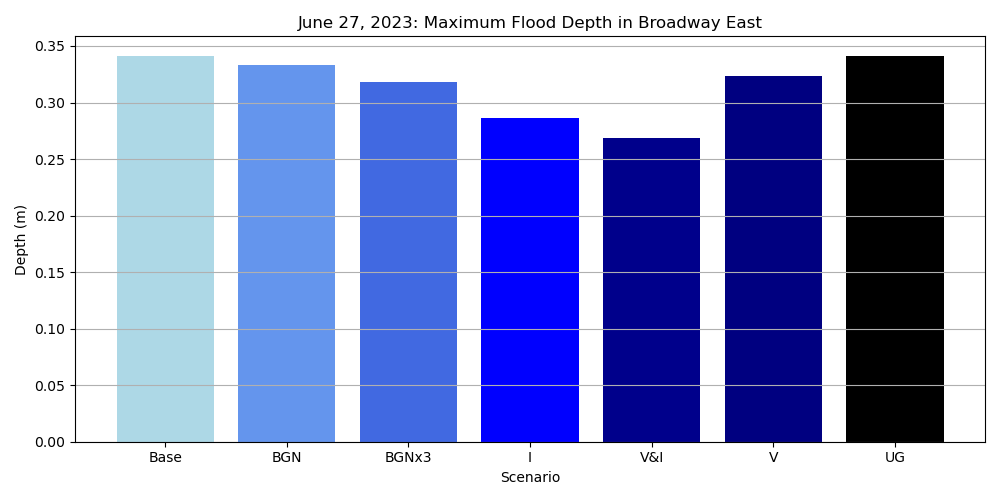 June 27, 2023: Maximum Flood Depth in Broadway East
Depth (m)
0.35
0.30
0.25
0.20
0.15
0.10
0.05
0.00
Base BGN BGNx3 I V&I V UG
Scenario